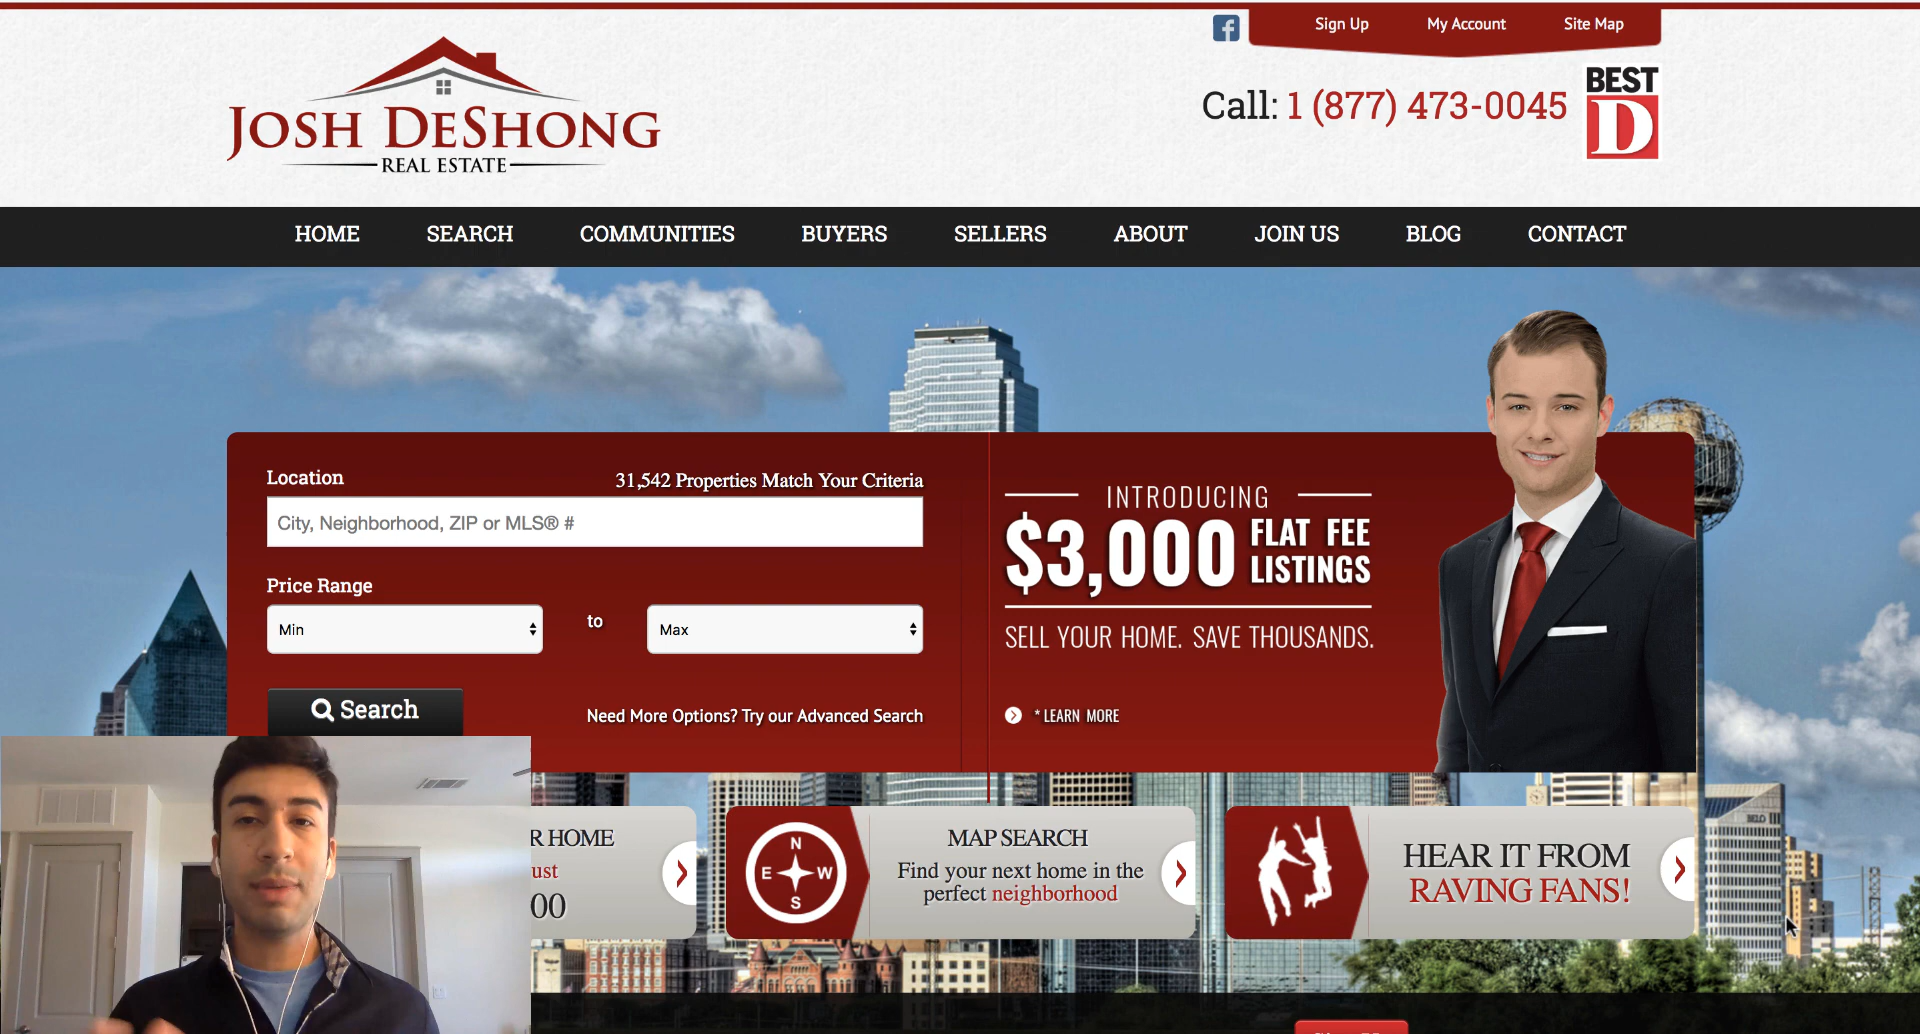 Sign Up
My Account
Site Map
JOSH DESHONG
REAL ESTATE
Call: 1 (877) 473-0045
BEST
D
HOME
SEARCH
COMMUNITIES
BUYERS
SELLERS
ABOUT
JOIN US
BLOG
CONTACT
Location
31,542 Properties Match Your Criteria
City, Neighborhood, ZIP or MLS® #
Price Range
Min
to
Max
Search
Need More Options? Try our Advanced Search
INTRODUCING
$3,000 FLAT FEE
LISTINGS
SELL YOUR HOME. SAVE THOUSANDS.
* LEARN MORE
R HOME
ust
00
N
E W
S
MAP SEARCH
Find your next home in the
perfect neighborhood
HEAR IT FROM
RAVING FANS!
BELO